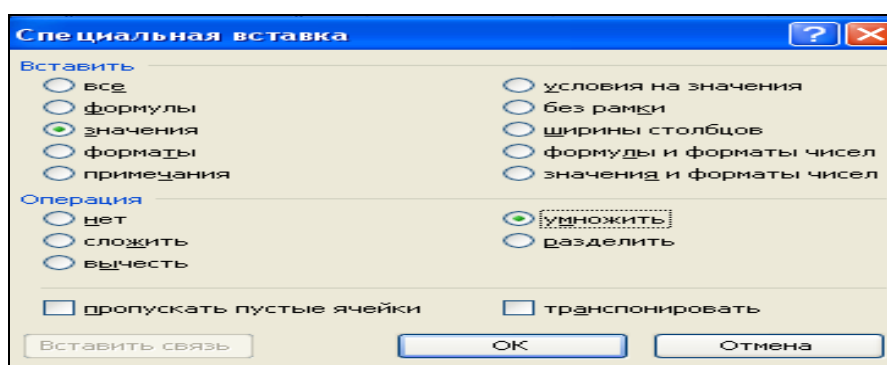 Специальная вставка
Вставить
все
условия на значения
формулы
без рамки
значения
ширины столбцов
форматы
формулы и форматы чисел
примечания
значения и форматы чисел
Операция
нет
умножить
сложить
разделить
вычесть
пропускать пустые ячейки
транспонировать
Вставить связь
ОК
Отмена